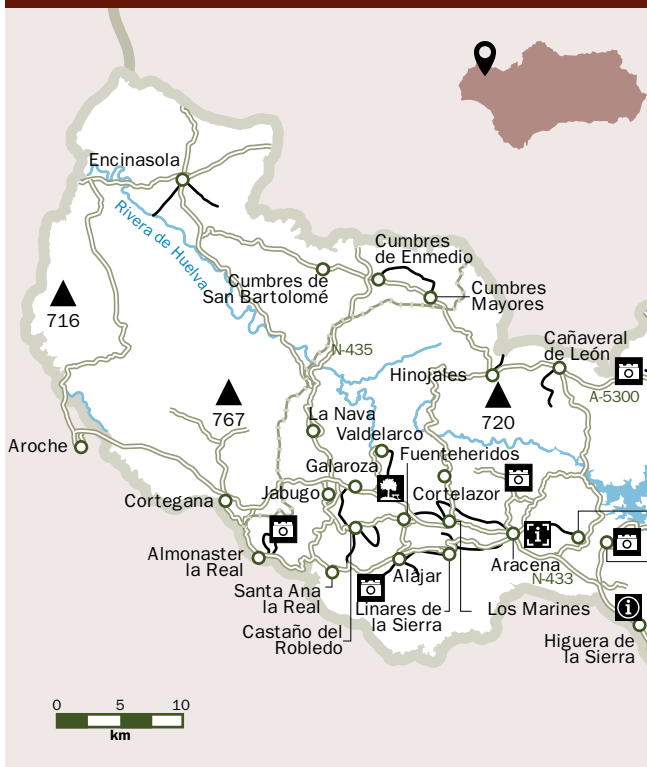 Encinasola
Rivera de Huelva
Cumbres
de Enmedio
Cumbres de
San Bartolomé
Cumbres
Mayores
716
N-435
Cañaveral
de León
Hinojales
A-5300
767
720
La Nava
Valdelarco
Aroche
Fuenteheridos
Galaroza
Jabugo
Cortelazor
Cortegana
Almonaster
la Real
Aracena
N-433
Alájar
Santa Ana
la Real
Linares de
la Sierra
Los Marines
Castaño del
Robledo
Higuera de
la Sierra
0 5 10
km